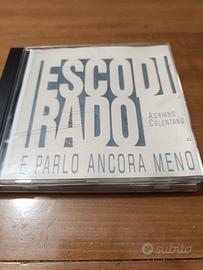 ESCO DI
RADO
ADRIANO
CELENTANO
E PARLO ANCORA MENO
subito